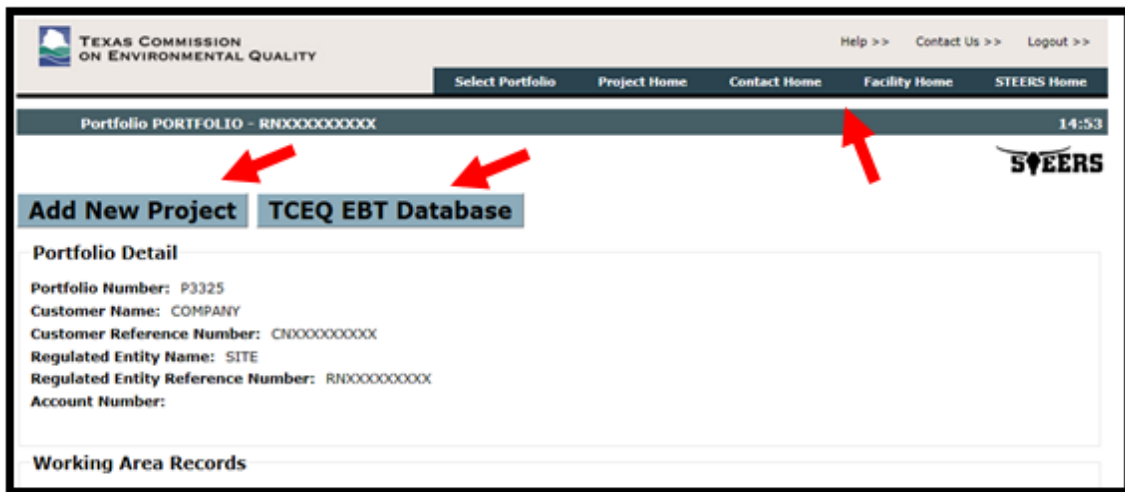 TEXAS COMMISSION
ON ENVIRONMENTAL QUALITY
Help >> Contact Us >> Logout >>
Select Portfolio Project Home Contact Home Facility Home STEERS Home
Portfolio PORTFOLIO - RNXXXXXXXXX 14:53
STEERS
Add New Project TCEQ EBT Database
Portfolio Detail
Portfolio Number: P3325
Customer Name: COMPANY
Customer Reference Number: CNXXXXXXXXX
Regulated Entity Name: SITE
Regulated Entity Reference Number: RNXXXXXXXXX
Account Number:
Working Area Records